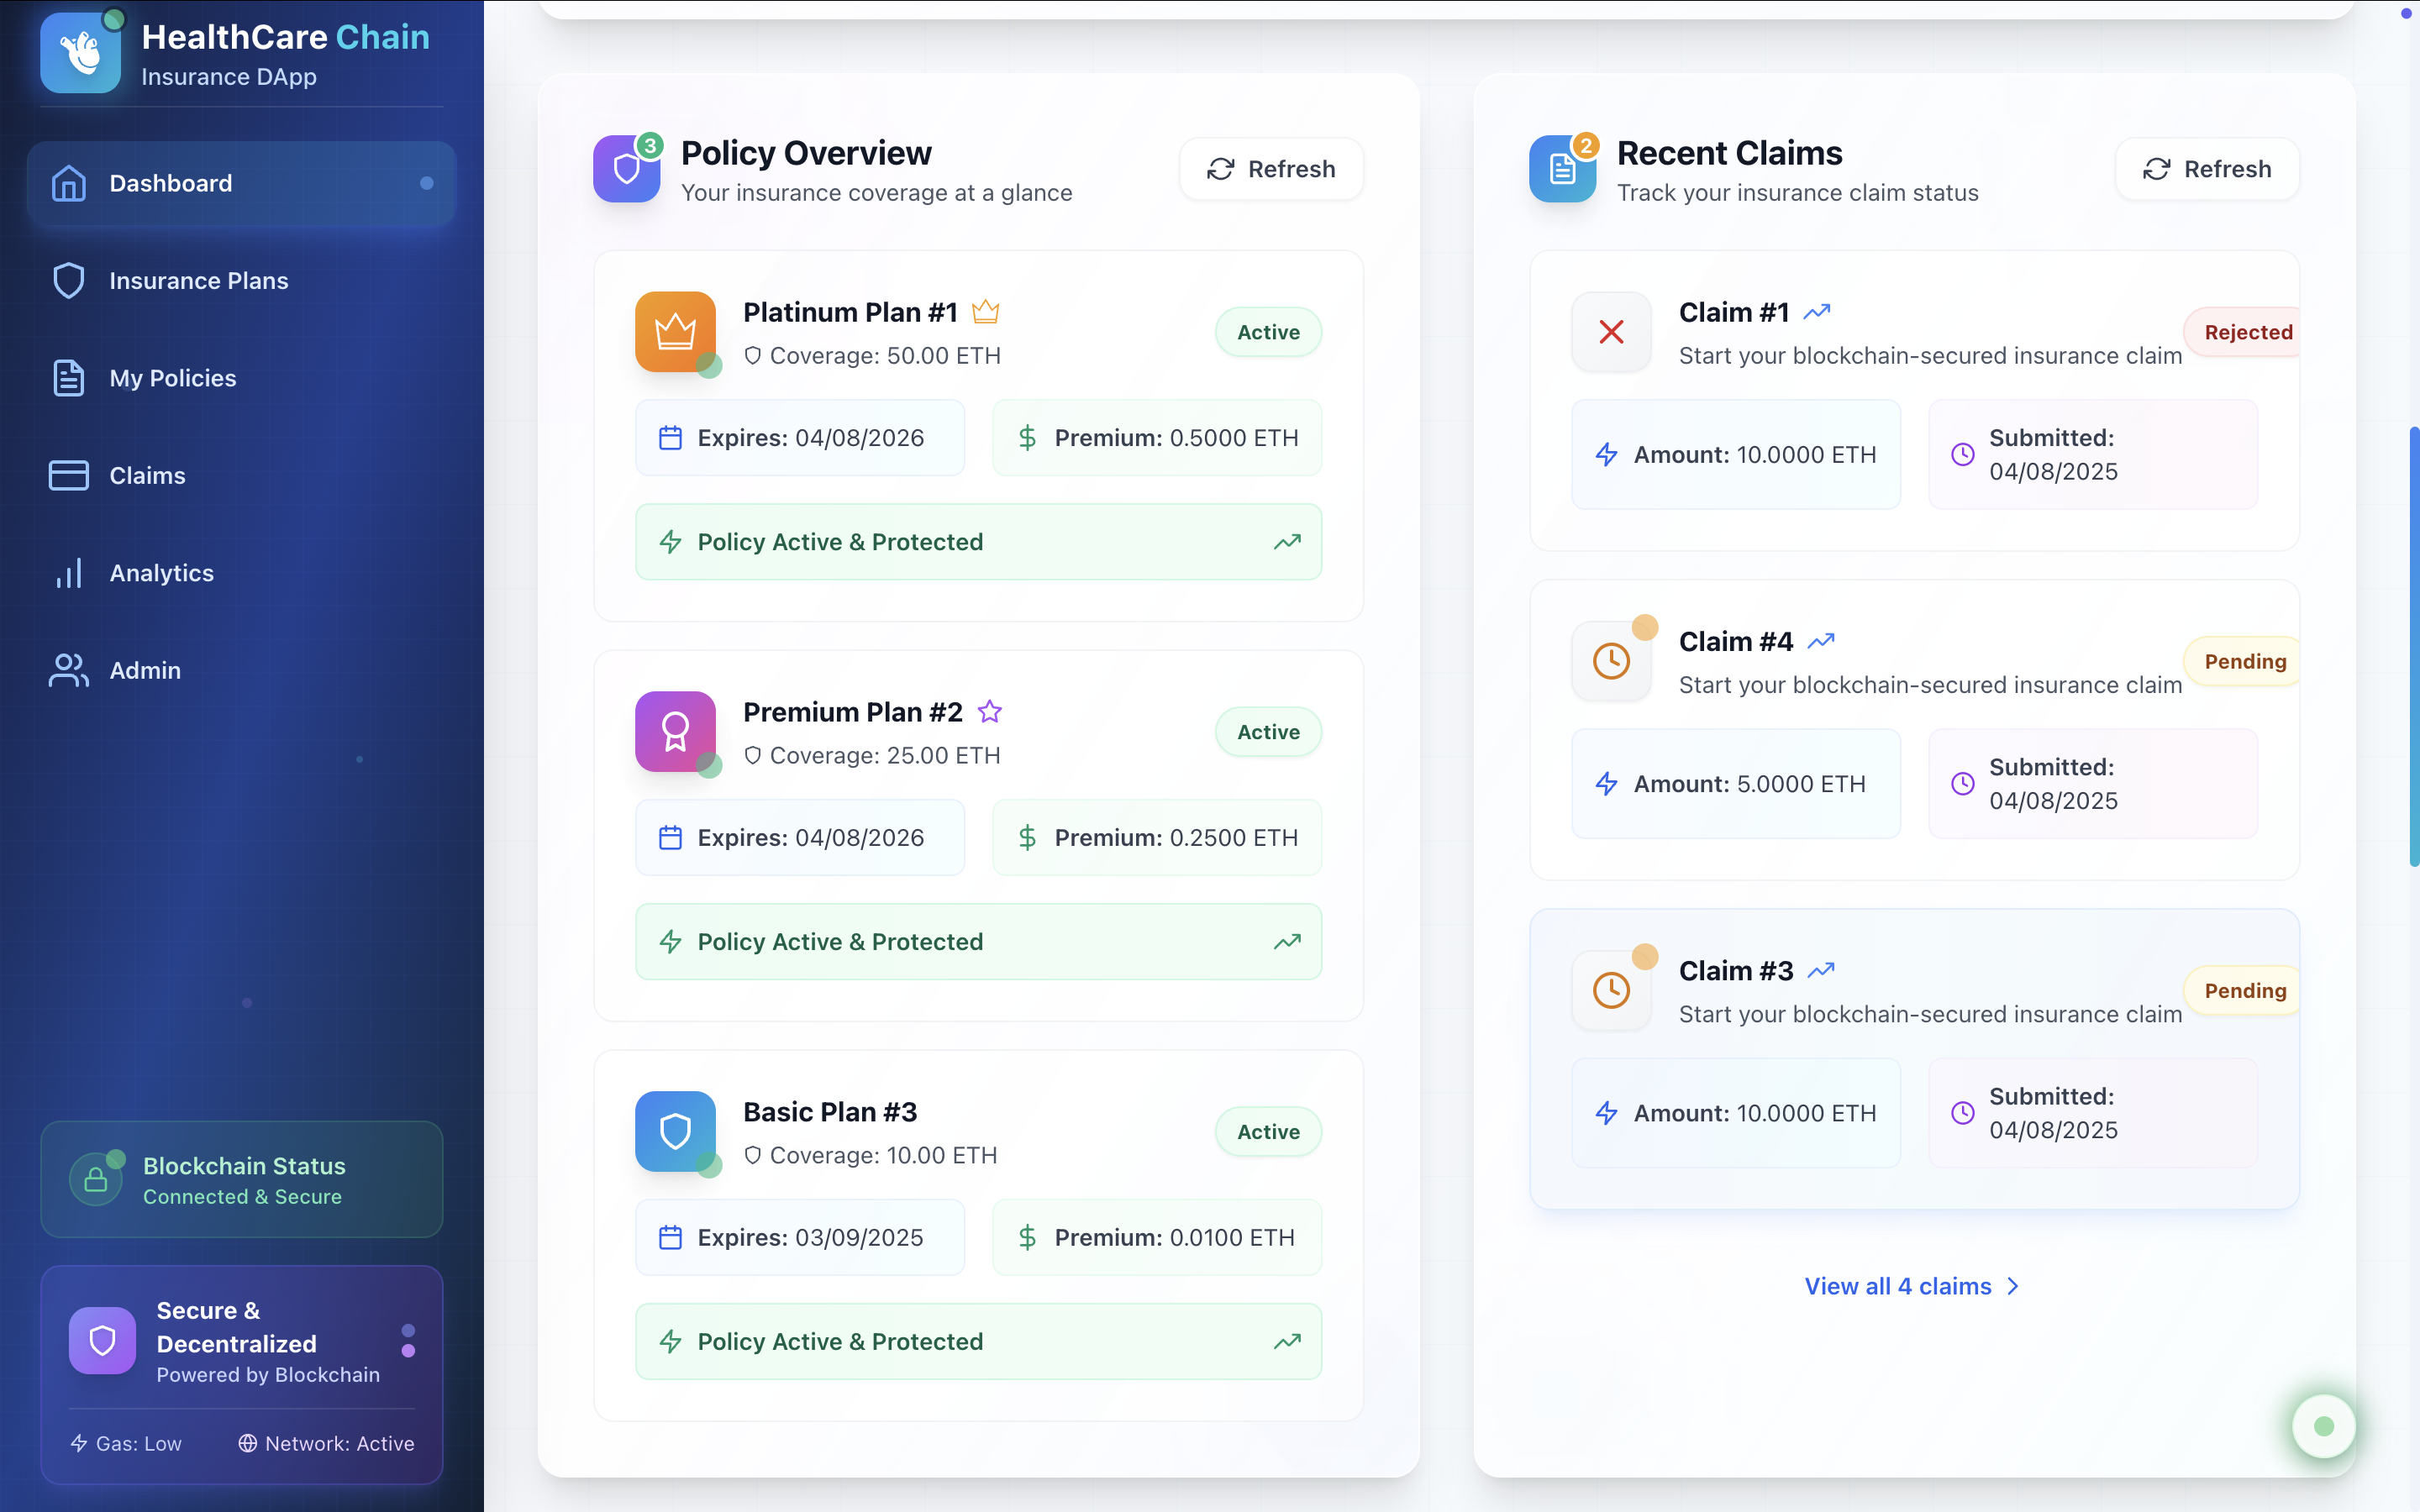 HealthCare Chain
Insurance DApp
Dashboard
Insurance Plans
My Policies
Claims
Analytics
Admin
Blockchain Status
Connected & Secure
Secure &
Decentralized
Powered by Blockchain
Gas: Low
Network: Active
3
Policy Overview
Your insurance coverage at a glance
Refresh
Platinum Plan #1
Coverage: 50.00 ETH
Active
Expires: 04/08/2026
Premium: 0.5000 ETH
Policy Active & Protected
Premium Plan #2
Coverage: 25.00 ETH
Active
Expires: 04/08/2026
Premium: 0.2500 ETH
Policy Active & Protected
Basic Plan #3
Coverage: 10.00 ETH
Active
Expires: 03/09/2025
Premium: 0.0100 ETH
Policy Active & Protected
2
Recent Claims
Track your insurance claim status
Refresh
Claim #1
Start your blockchain-secured insurance claim
Rejected
Amount: 10.0000 ETH
Submitted:
04/08/2025
Claim #4
Start your blockchain-secured insurance claim
Pending
Amount: 5.0000 ETH
Submitted:
04/08/2025
Claim #3
Start your blockchain-secured insurance claim
Pending
Amount: 10.0000 ETH
Submitted:
04/08/2025
View all 4 claims